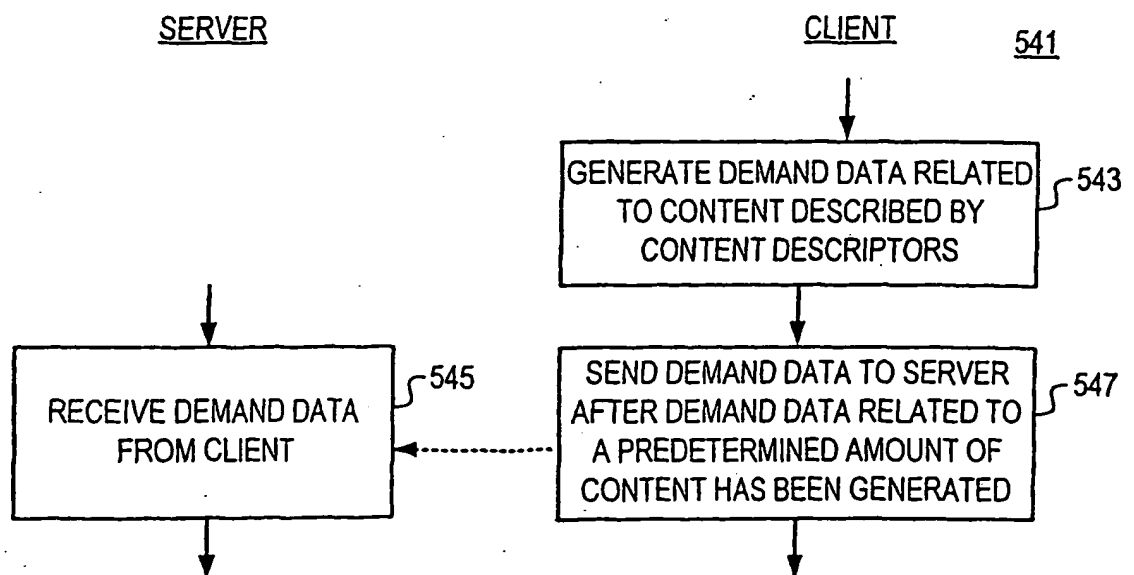 SERVER
CLIENT
541
GENERATE DEMAND DATA RELATED
TO CONTENT DESCRIBED BY
CONTENT DESCRIPTORS
543
RECEIVE DEMAND DATA
FROM CLIENT
545
SEND DEMAND DATA TO SERVER
AFTER DEMAND DATA RELATED TO
A PREDETERMINED AMOUNT OF
CONTENT HAS BEEN GENERATED
547